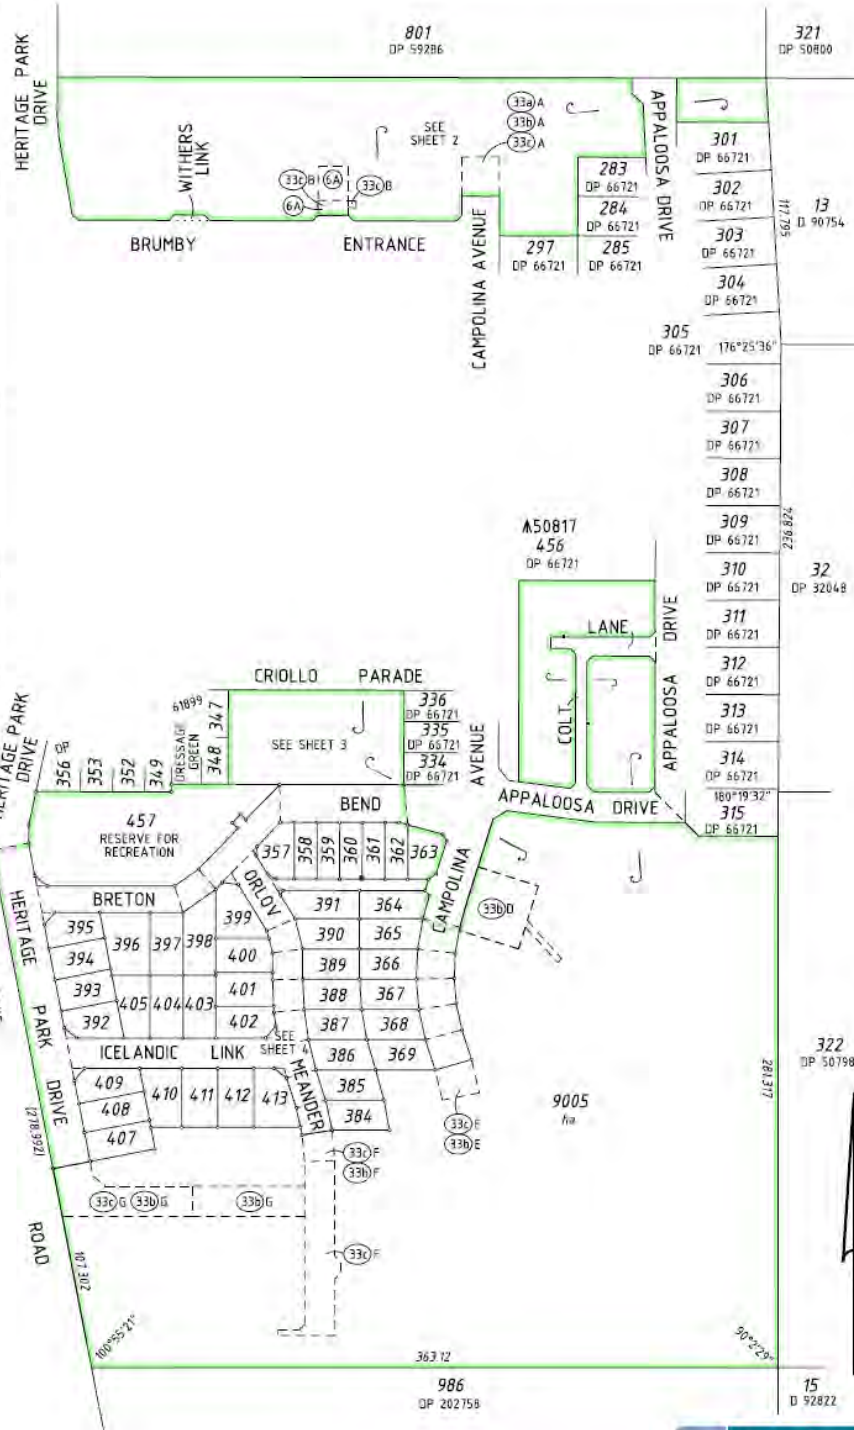 801
DP 59286
321
DP 50800
HERITAGE PARK
DRIVE
WITHERS
LINK
SEE
SHEET 2
33a A
33b A
33c A
APPALOOSA DRIVE
33c B
6A
33c B
6A
BRUMBY ENTRANCE
CAMPOLINA AVENUE
283
DP 66721
284
DP 66721
285
DP 66721
297
DP 66721
301
DP 66721
302
DP 66721
303
DP 66721
304
DP 66721
305
DP 66721
176°25'36"
117.795
13
D 90754
306
DP 66721
307
DP 66721
308
DP 66721
309
DP 66721
310
DP 66721
311
DP 66721
312
DP 66721
313
DP 66721
314
DP 66721
180°19'32"
315
DP 66721
236.824
32
DP 32048
A50817
456
DP 66721
LANE
COLT
APPALOOSA DRIVE
APPALOOSA DRIVE
CRIOLLO PARADE
61899
347
348
DRESSAGE
GREEN
SEE SHEET 3
336
DP 66721
335
DP 66721
334
DP 66721
AVENUE
CAMPOLINA
HERITAGE PARK
DRIVE
DP
356
353
352
349
457
RESERVE FOR
RECREATION
BEND
357
358
359
360
361
362
363
ORLOV
BRETON
395
394
393
392
396
397
398
399
400
401
402
405
404
403
391
364
390
365
389
366
388
367
387
368
386
369
385
384
33b D
HERITAGE PARK DRIVE
ICELANDIC LINK
SEE
SHEET 4
MEANDER
409
408
407
410
411
412
413
(278.992)
33c E
33b E
9005
ha
281.317
322
DP 50798
33c F
33b F
33c G
33b G
33b G
33c F
ROAD
107.302
100°55'21"
363.12
90°2'29"
986
DP 202758
15
D 92822